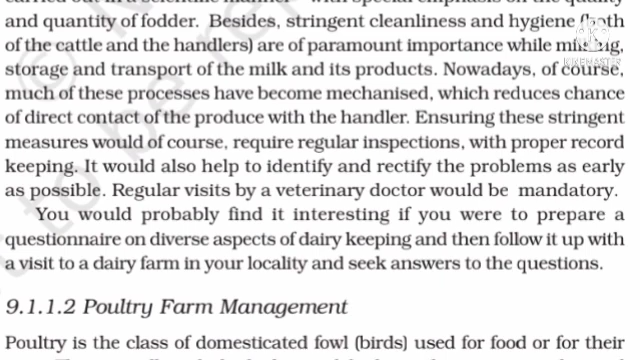 and quantity of fodder. Besides, stringent cleanliness and hygiene (both
of the cattle and the handlers) are of paramount importance while milking,
storage and transport of the milk and its products. Nowadays, of course,
much of these processes have become mechanised, which reduces chance
of direct contact of the produce with the handler. Ensuring these stringent
measures would of course, require regular inspections, with proper record
keeping. It would also help to identify and rectify the problems as early
as possible. Regular visits by a veterinary doctor would be mandatory.
You would probably find it interesting if you were to prepare a
questionnaire on diverse aspects of dairy keeping and then follow it up with
a visit to a dairy farm in your locality and seek answers to the questions.
9.1.1.2 Poultry Farm Management
Poultry is the class of domesticated fowl (birds) used for food or for their
KINEMASTER